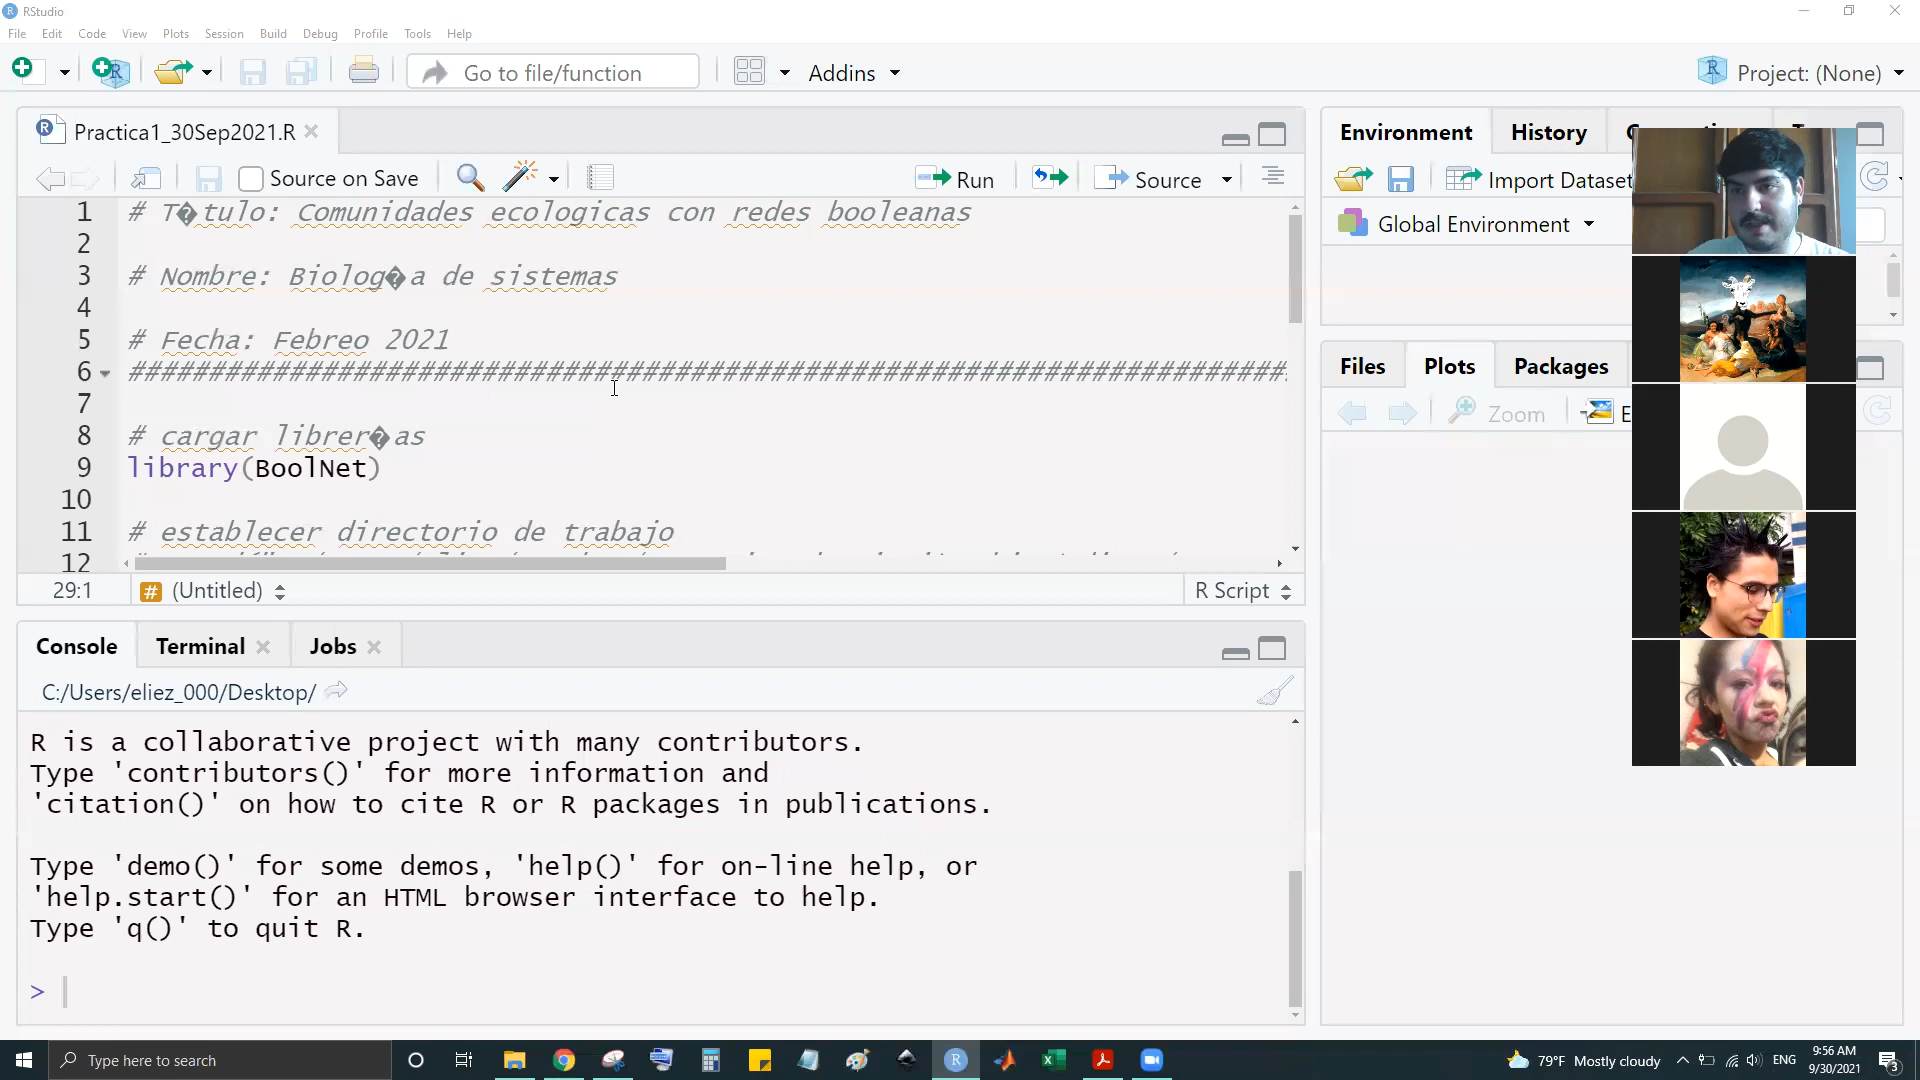 RStudio
File Edit Code View Plots Session Build Debug Profile Tools Help
Go to file/function Addins Project: (None)
Practica1_30Sep2021.R
Source on Save Run Source
1 # T�tulo: Comunidades ecologicas con redes booleanas
2
3 # Nombre: Biolog�a de sistemas
4
5 # Fecha: Febreo 2021
6 ################################################################################
7
8 # cargar librer�as
9 library(BoolNet)
10
11 # establecer directorio de trabajo
12
29:1 # (Untitled) R Script
Console Terminal Jobs
C:/Users/eliez_000/Desktop/
R is a collaborative project with many contributors.
Type 'contributors()' for more information and
'citation()' on how to cite R or R packages in publications.
Type 'demo()' for some demos, 'help()' for on-line help, or
'help.start()' for an HTML browser interface to help.
Type 'q()' to quit R.
>
Environment History
Import Dataset
Global Environment
Files Plots Packages
Zoom E
Type here to search
79°F Mostly cloudy ENG 9:56 AM
9/30/2021 3